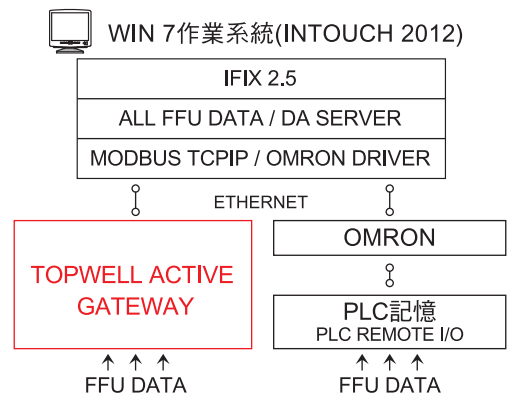 WIN 7作業系統(INTOUCH 2012)
IFIX 2.5
ALL FFU DATA / DA SERVER
MODBUS TCPIP / OMRON DRIVER
ETHERNET
TOPWELL ACTIVE
GATEWAY
OMRON
PLC記憶
PLC REMOTE I/O
FFU DATA
FFU DATA